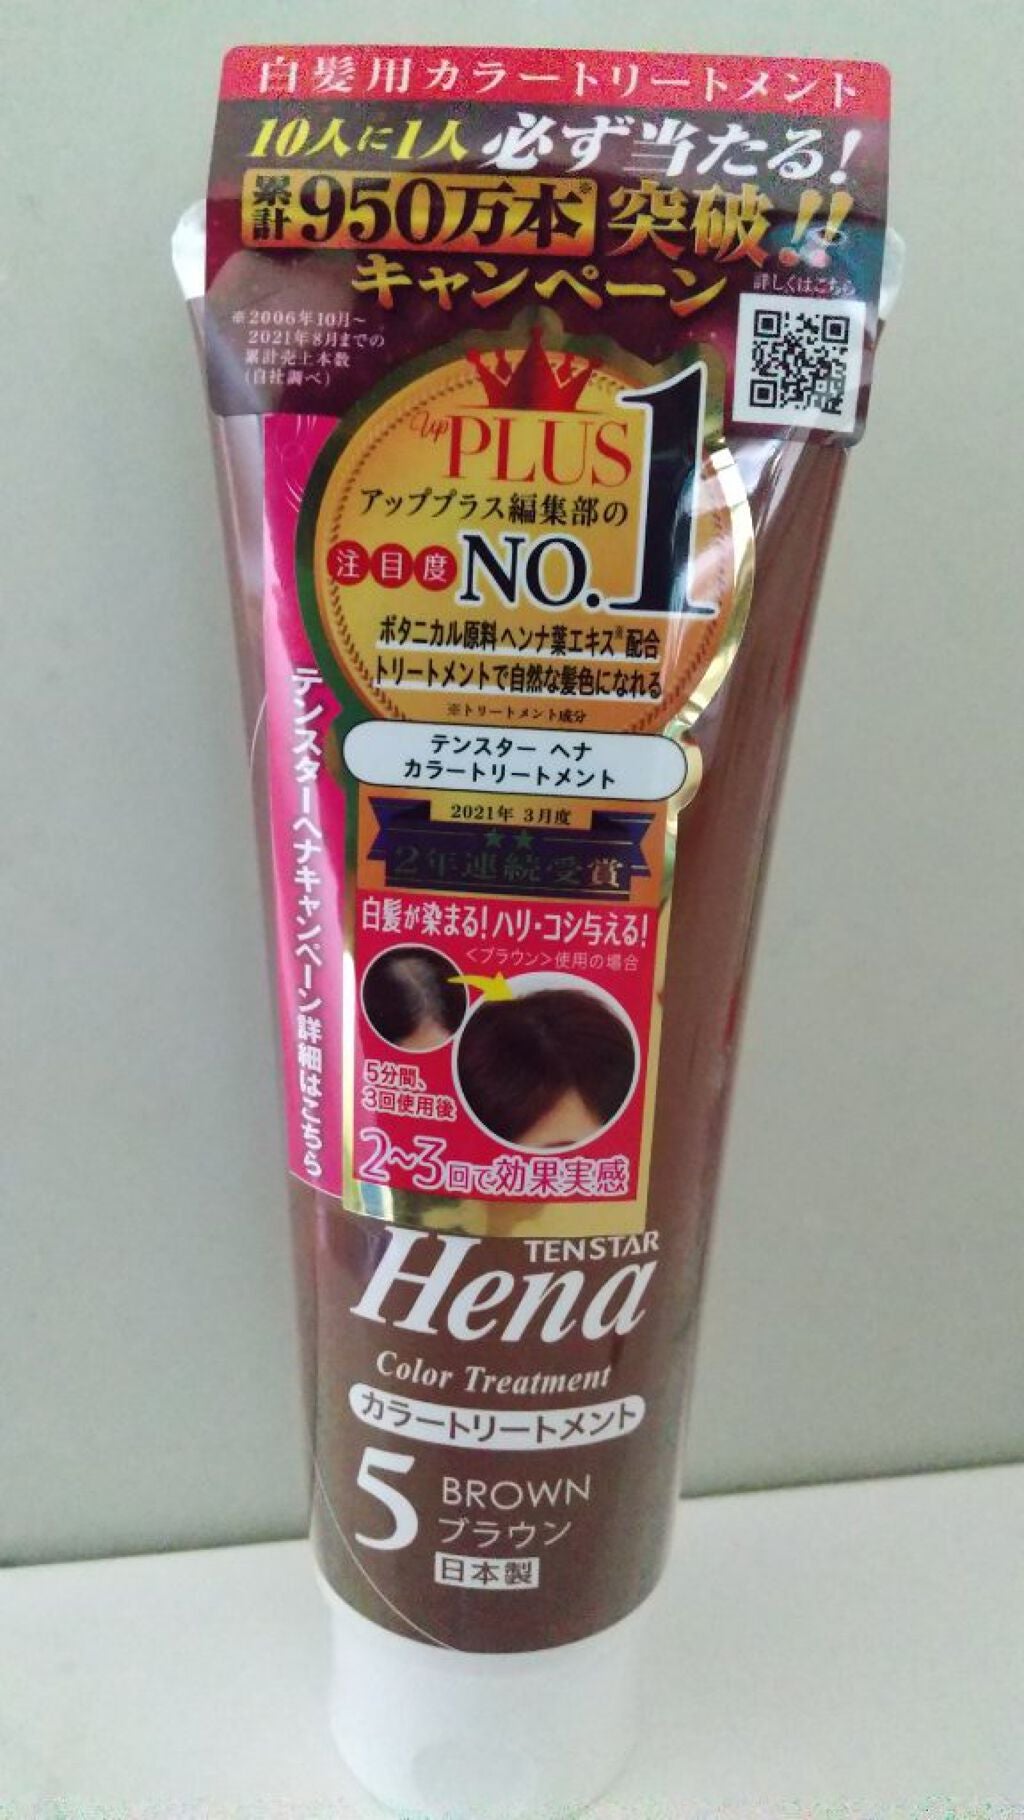 白髪用カラートリートメント
10人に1人 必ず当たる!
累計950万本※突破!!
キャンペーン
詳しくはこちら
※2006年10月~
2021年8月までの
累計売上本数
(自社調べ)
up PLUS
アッププラス編集部の
注目度 NO.1
ボタニカル原料ヘンナ葉エキス※配合
トリートメントで自然な髪色になれる
※トリートメント成分
テンスター ヘナ
カラートリートメント
2021年 3月度
2年連続受賞
テンスターヘナキャンペーン詳細はこちら
白髪が染まる!ハリ・コシ与える!
<ブラウン>使用の場合
5分間、
3回使用後
2~3回で効果実感
TENSTAR
Hena
Color Treatment
カラートリートメント
5 BROWN
ブラウン
日本製